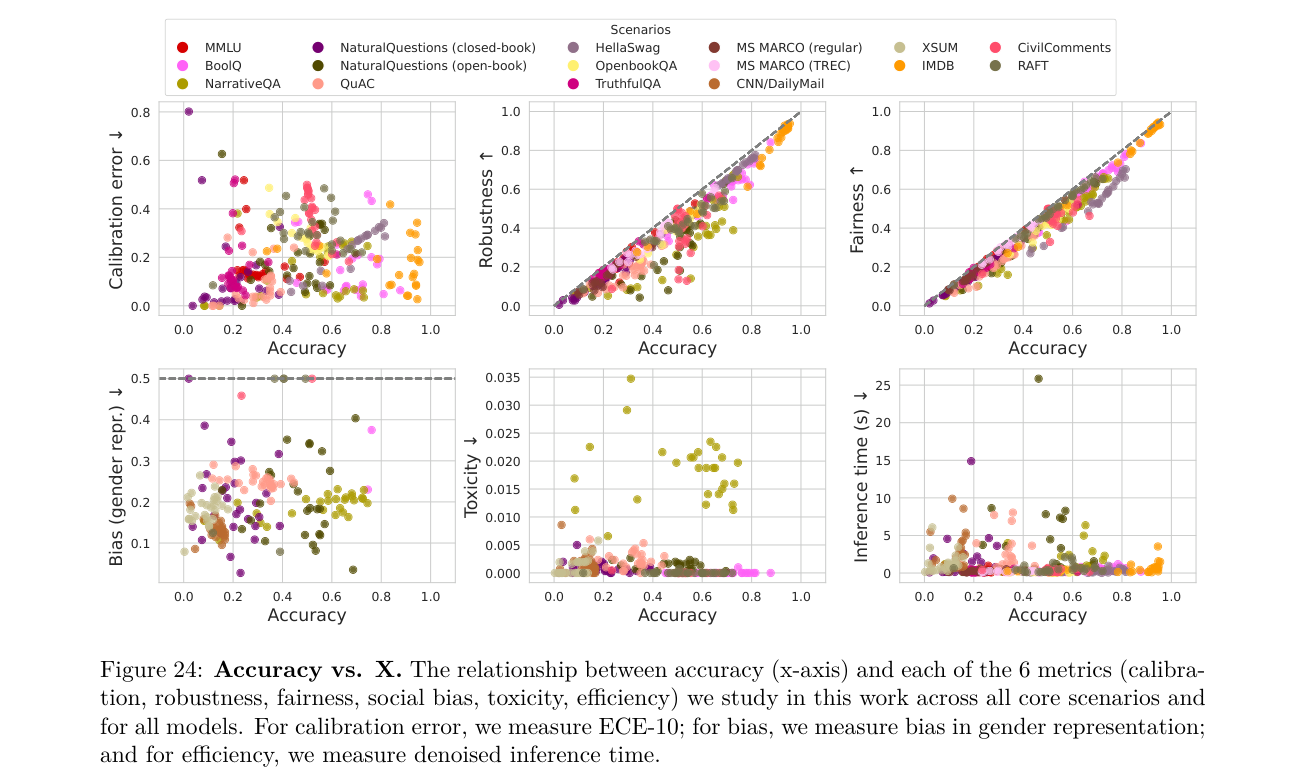 Scenarios
MMLU
BoolQ
NarrativeQA
NaturalQuestions (closed-book)
NaturalQuestions (open-book)
QuAC
HellaSwag
OpenbookQA
TruthfulQA
MS MARCO (regular)
MS MARCO (TREC)
CNN/DailyMail
XSUM
IMDB
CivilComments
RAFT
Calibration error ↓
0.8
0.6
0.4
0.2
0.0
0.0 0.2 0.4 0.6 0.8 1.0
Accuracy
Robustness ↑
1.0
0.8
0.6
0.4
0.2
0.0
0.0 0.2 0.4 0.6 0.8 1.0
Accuracy
Fairness ↑
1.0
0.8
0.6
0.4
0.2
0.0
0.0 0.2 0.4 0.6 0.8 1.0
Accuracy
Bias (gender repr.) ↓
0.5
0.4
0.3
0.2
0.1
0.0 0.2 0.4 0.6 0.8 1.0
Accuracy
Toxicity ↓
0.035
0.030
0.025
0.020
0.015
0.010
0.005
0.000
0.0 0.2 0.4 0.6 0.8 1.0
Accuracy
Inference time (s) ↓
25
20
15
10
5
0
0.0 0.2 0.4 0.6 0.8 1.0
Accuracy
Figure 24: Accuracy vs. X. The relationship between accuracy (x-axis) and each of the 6 metrics (calibra-
tion, robustness, fairness, social bias, toxicity, efficiency) we study in this work across all core scenarios and
for all models. For calibration error, we measure ECE-10; for bias, we measure bias in gender representation;
and for efficiency, we measure denoised inference time.